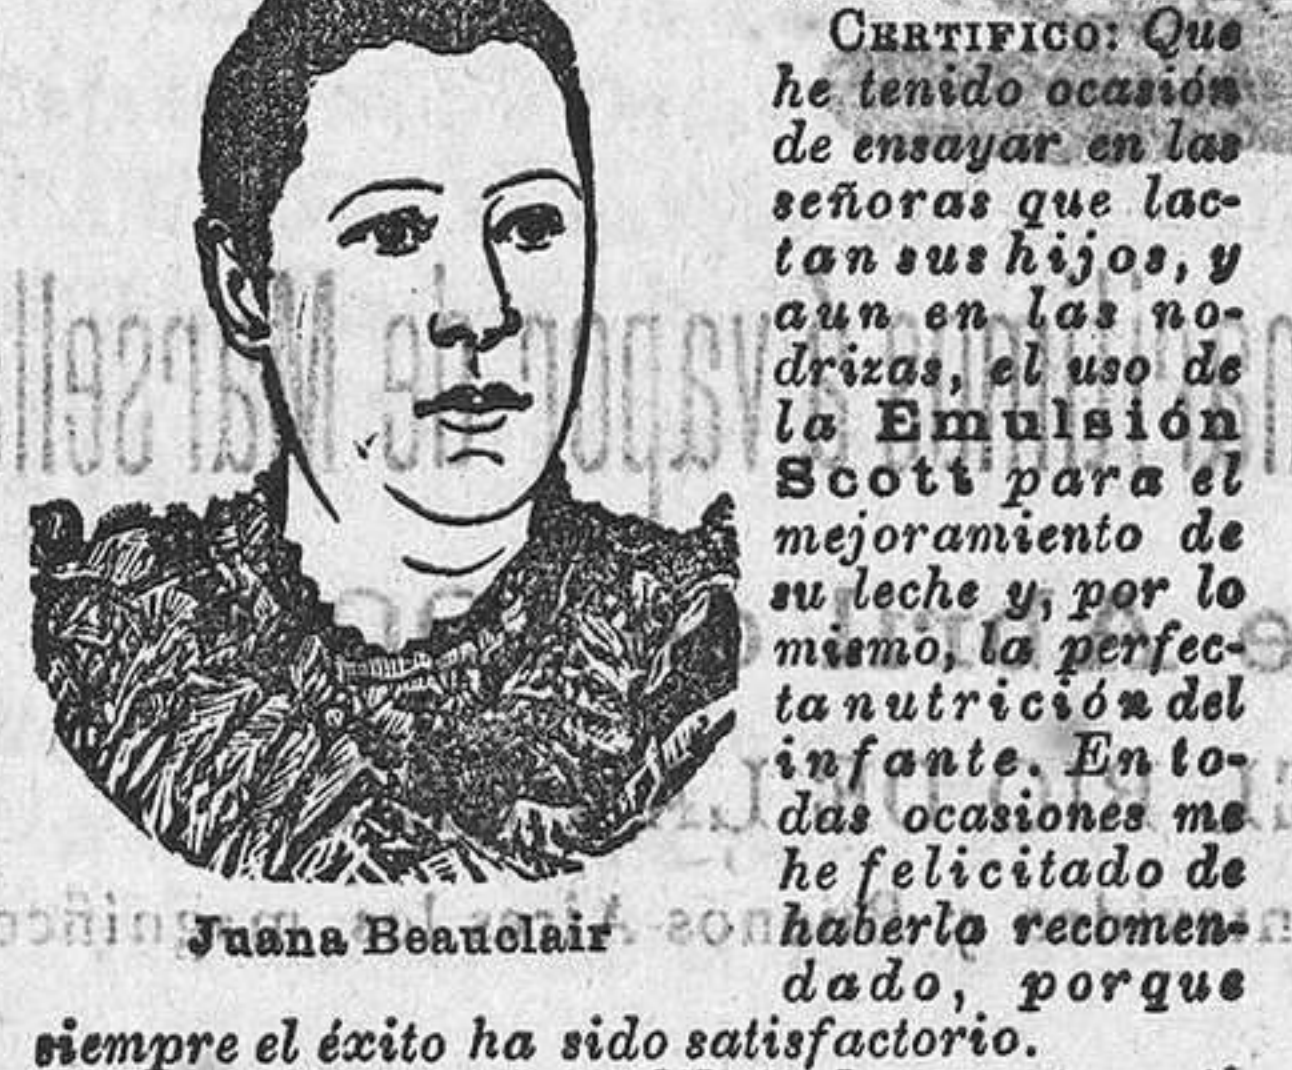 CERTIFICO: Que
he tenido ocasión
de ensayar en las
señoras que lac-
tan sus hijos, y
aun en las no-
drizas, el uso de
la Emulsión
Scott para el
mejoramiento de
su leche y, por lo
mismo, la perfec-
ta nutrición del
infante. En to-
das ocasiones me
he felicitado de
haberla recomen-
dado, porque
siempre el éxito ha sido satisfactorio.
Juana Beauclair